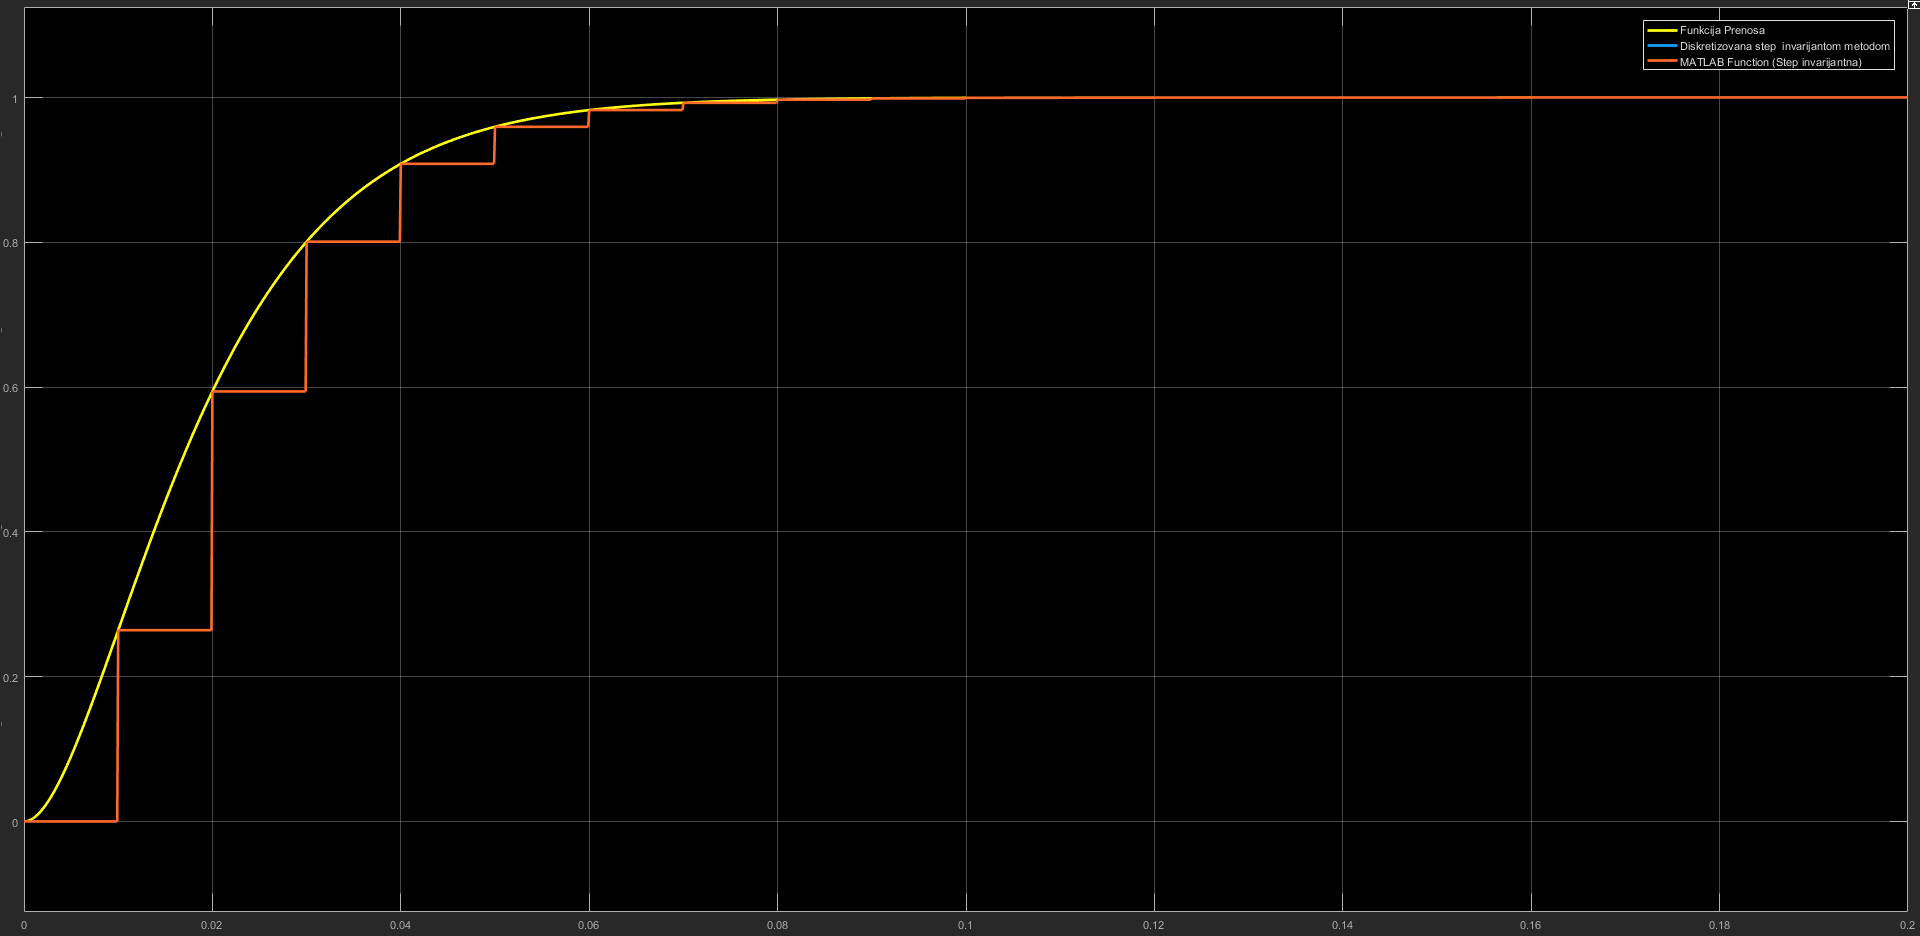 Funkcija Prenosa
Diskretizovana step  invarijantom metodom
MATLAB Function (Step invarijantna)
1
0.8
0.6
0.4
0.2
0
0 0.02 0.04 0.06 0.08 0.1 0.12 0.14 0.16 0.18 0.2